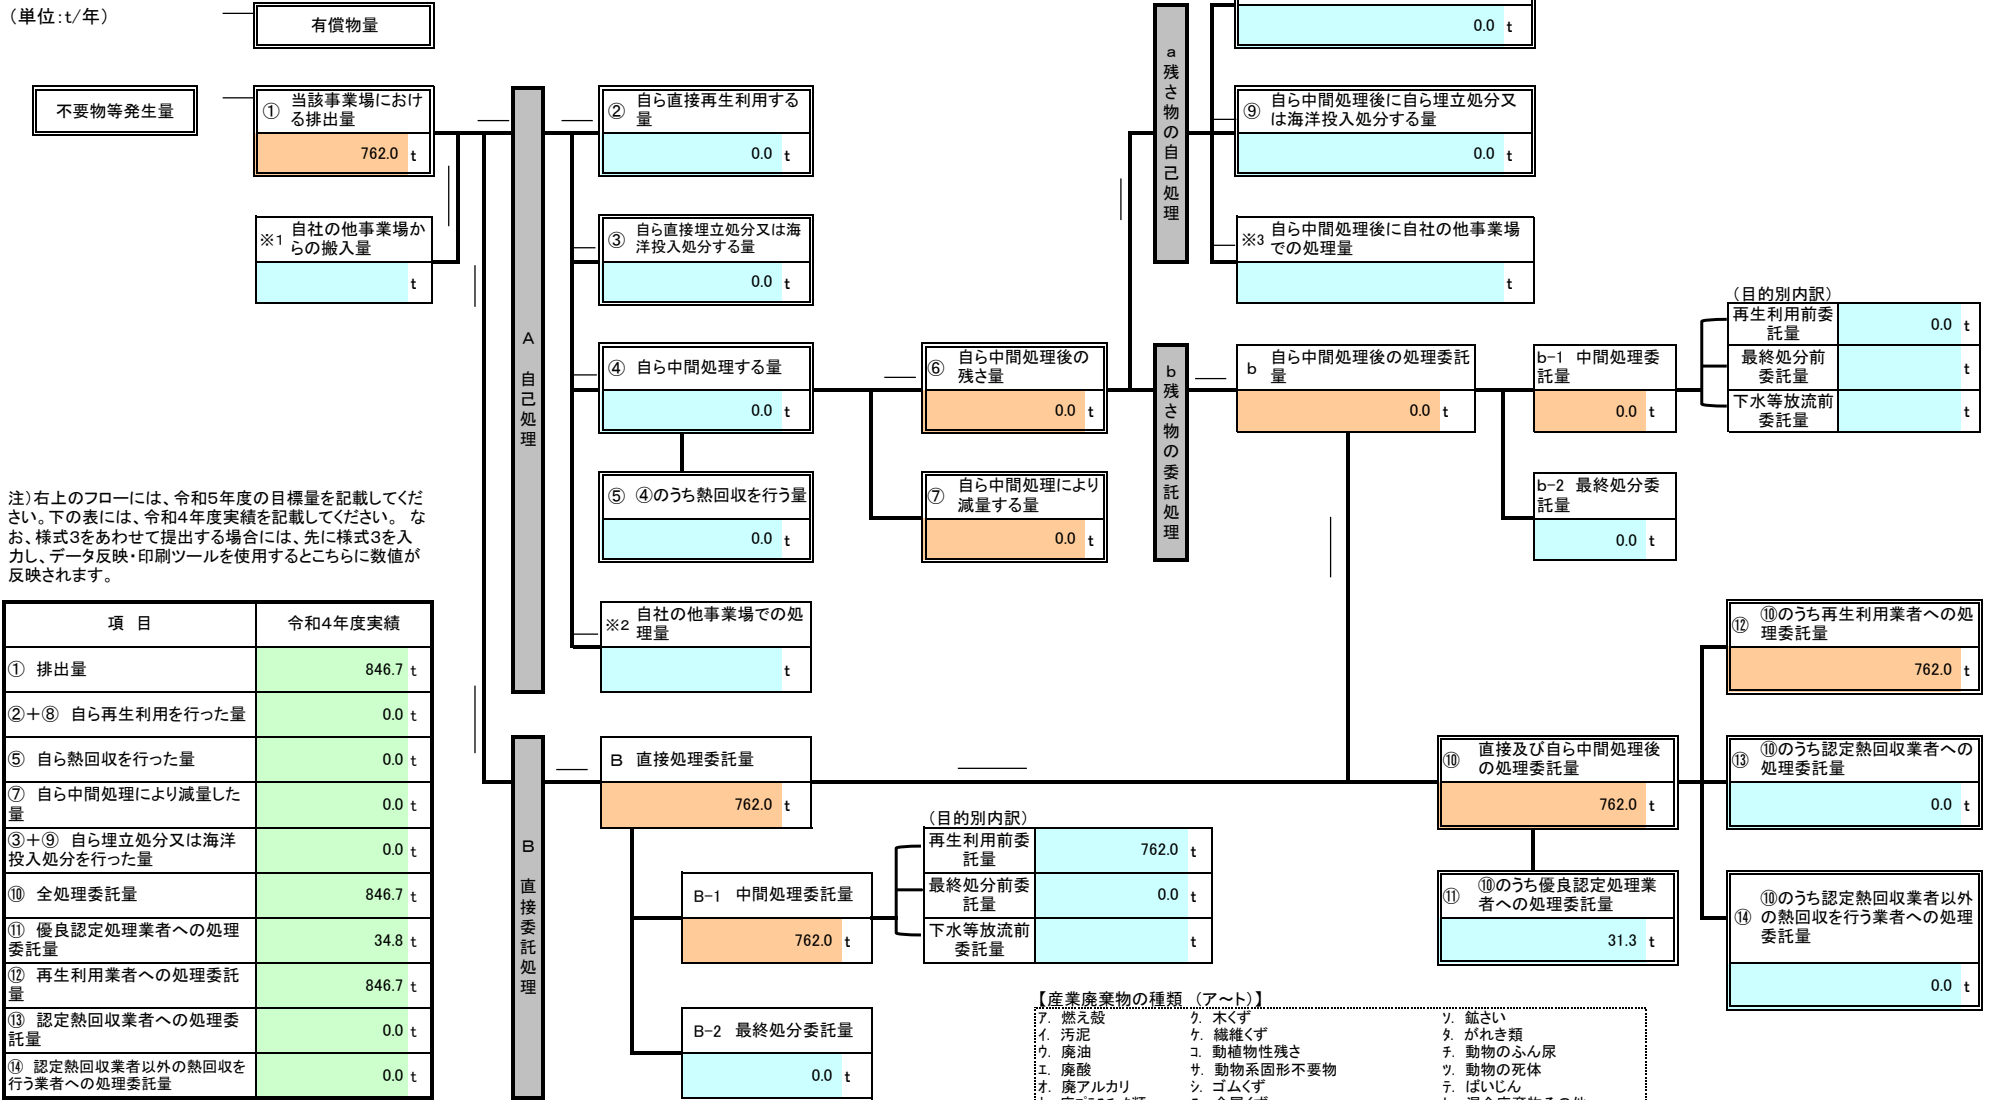 （単位:t/年）
有償物量
不要物等発生量
① 当該事業場におけ
る排出量
762.0 t
※1 自社の他事業場か
らの搬入量
t
A 自己処理
② 自ら直接再生利用する
量
0.0 t
③ 自ら直接埋立処分又は海
洋投入処分する量
0.0 t
④ 自ら中間処理する量
0.0 t
⑤ ④のうち熱回収を行う量
0.0 t
※2 自社の他事業場での処
理量
t
⑥ 自ら中間処理後の
残さ量
0.0 t
⑦ 自ら中間処理により
減量する量
0.0 t
a 残さ物の自己処理
0.0 t
⑨ 自ら中間処理後に自ら埋立処分又
は海洋投入処分する量
0.0 t
※3 自ら中間処理後に自社の他事業場
での処理量
t
b 残さ物の委託処理
b 自ら中間処理後の処理委託
量
0.0 t
b-1 中間処理委
託量
0.0 t
b-2 最終処分委
託量
0.0 t
（目的別内訳）
再生利用前委
託量
0.0 t
最終処分前
委託量
t
下水等放流前
委託量
t
注）右上のフローには、令和5年度の目標量を記載してくだ
さい。下の表には、令和4年度実績を記載してください。 な
お、様式3をあわせて提出する場合には、先に様式3を入
力し、データ反映・印刷ツールを使用するとこちらに数値が
反映されます。
項 目 令和4年度実績
① 排出量 846.7 t
②＋⑧ 自ら再生利用を行った量 0.0 t
⑤ 自ら熱回収を行った量 0.0 t
⑦ 自ら中間処理により減量した
量 0.0 t
③＋⑨ 自ら埋立処分又は海洋
投入処分を行った量 0.0 t
⑩ 全処理委託量 846.7 t
⑪ 優良認定処理業者への処理
委託量 34.8 t
⑫ 再生利用業者への処理委託
量 846.7 t
⑬ 認定熱回収業者への処理委
託量 0.0 t
⑭ 認定熱回収業者以外の熱回収を
行う業者への処理委託量 0.0 t
B 直接委託処理
B 直接処理委託量
762.0 t
B-1 中間処理委託量
762.0 t
B-2 最終処分委託量
0.0 t
（目的別内訳）
再生利用前委
託量
762.0 t
最終処分前委
託量
0.0 t
下水等放流前
委託量
t
⑩ 直接及び自ら中間処理後
の処理委託量
762.0 t
⑪ ⑩のうち優良認定処理業
者への処理委託量
31.3 t
⑫ ⑩のうち再生利用業者への処
理委託量
762.0 t
⑬ ⑩のうち認定熱回収業者への
処理委託量
0.0 t
⑭ ⑩のうち認定熱回収業者以外
の熱回収を行う業者への処理
委託量
0.0 t
【産業廃棄物の種類 （ア～ト）】
ア. 燃え殻 ク. 木くず ソ. 鉱さい
イ. 汚泥 ケ. 繊維くず タ. がれき類
ウ. 廃油 コ. 動植物性残さ チ. 動物のふん尿
エ. 廃酸 サ. 動物系固形不要物 ツ. 動物の死体
オ. 廃アルカリ シ. ゴムくず テ. ばいじん